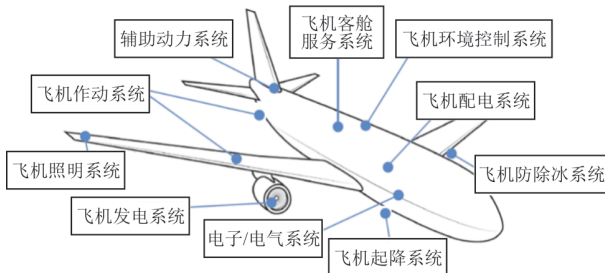 辅助动力系统
飞机客舱
服务系统
飞机环境控制系统
飞机作动系统
飞机配电系统
飞机照明系统
飞机防除冰系统
飞机发电系统
电子/电气系统
飞机起降系统